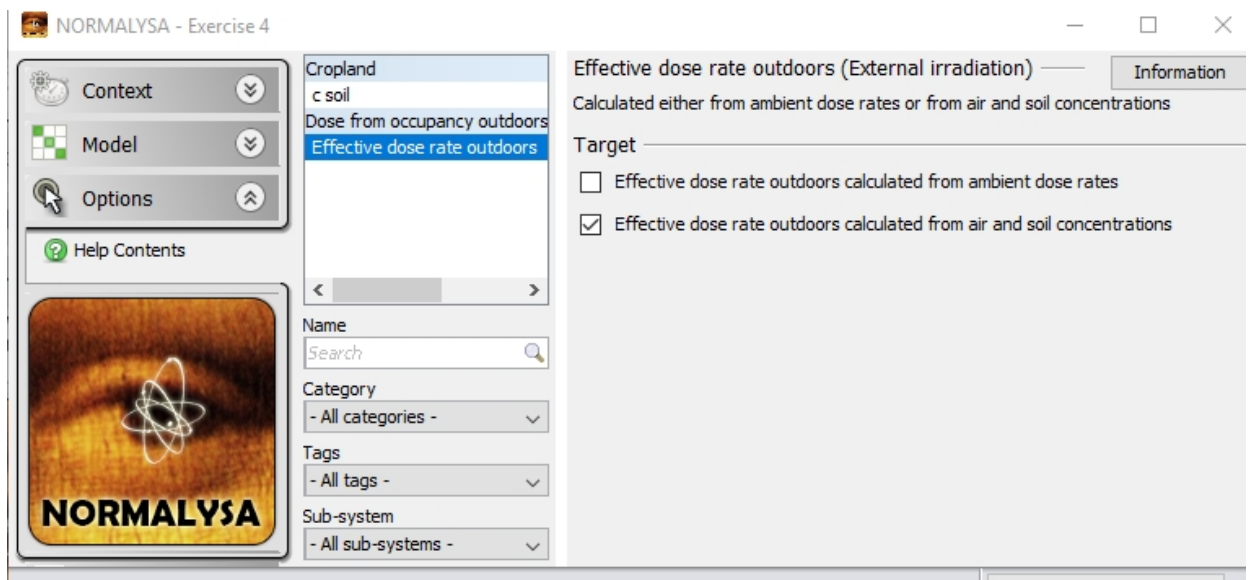 NORMALYSA - Exercise 4
Context
Model
Options
Help Contents
NORMALYSA
Cropland
c soil
Dose from occupancy outdoors
Effective dose rate outdoors
Name
Search
Category
- All categories -
Tags
- All tags -
Sub-system
- All sub-systems -
Effective dose rate outdoors (External irradiation)
Information
Calculated either from ambient dose rates or from air and soil concentrations
Target
Effective dose rate outdoors calculated from ambient dose rates
Effective dose rate outdoors calculated from air and soil concentrations